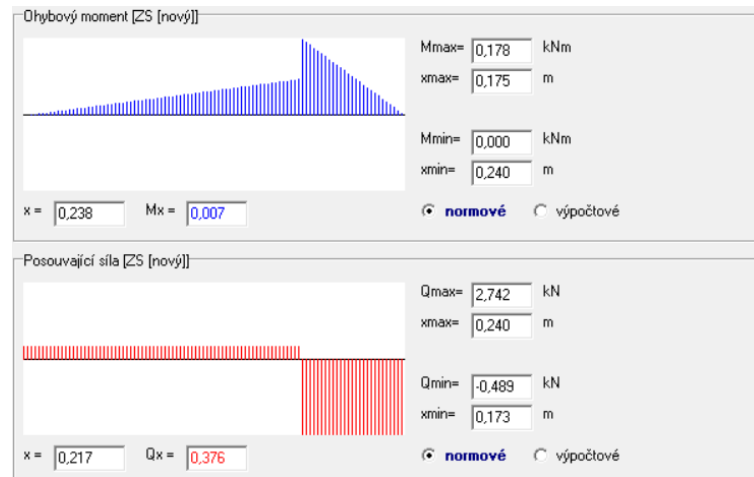 Ohybový moment [ZS [nový]]
Mmax= 0,178 kNm
xmax= 0,175 m
Mmin= 0,000 kNm
xmin= 0,240 m
x = 0,238 Mx = 0,007 normové výpočtové
Posouvající síla [ZS [nový]]
Qmax= 2,742 kN
xmax= 0,240 m
Qmin= -0,489 kN
xmin= 0,173 m
x = 0,217 Qx = 0,376 normové výpočtové